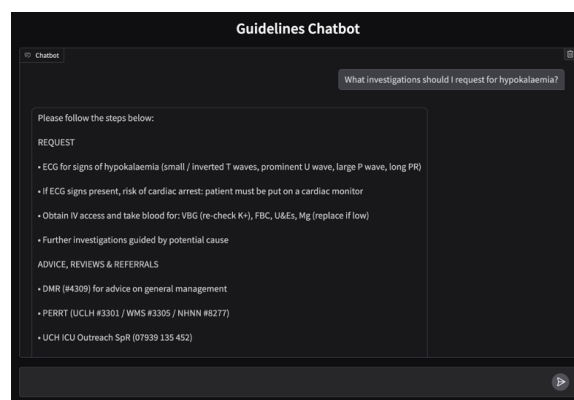 Guidelines Chatbot
Chatbot
What investigations should I request for hypokalaemia?
Please follow the steps below:
REQUEST
• ECG for signs of hypokalaemia (small / inverted T waves, prominent U wave, large P wave, long PR)
• If ECG signs present, risk of cardiac arrest: patient must be put on a cardiac monitor
• Obtain IV access and take blood for: VBG (re-check K+), FBC, U&Es, Mg (replace if low)
• Further investigations guided by potential cause
ADVICE, REVIEWS & REFERRALS
• DMR (#4309) for advice on general management
• PERRT (UCLH #3301 / WMS #3305 / NHNN #8277)
• UCH ICU Outreach SpR (07939 135 452)